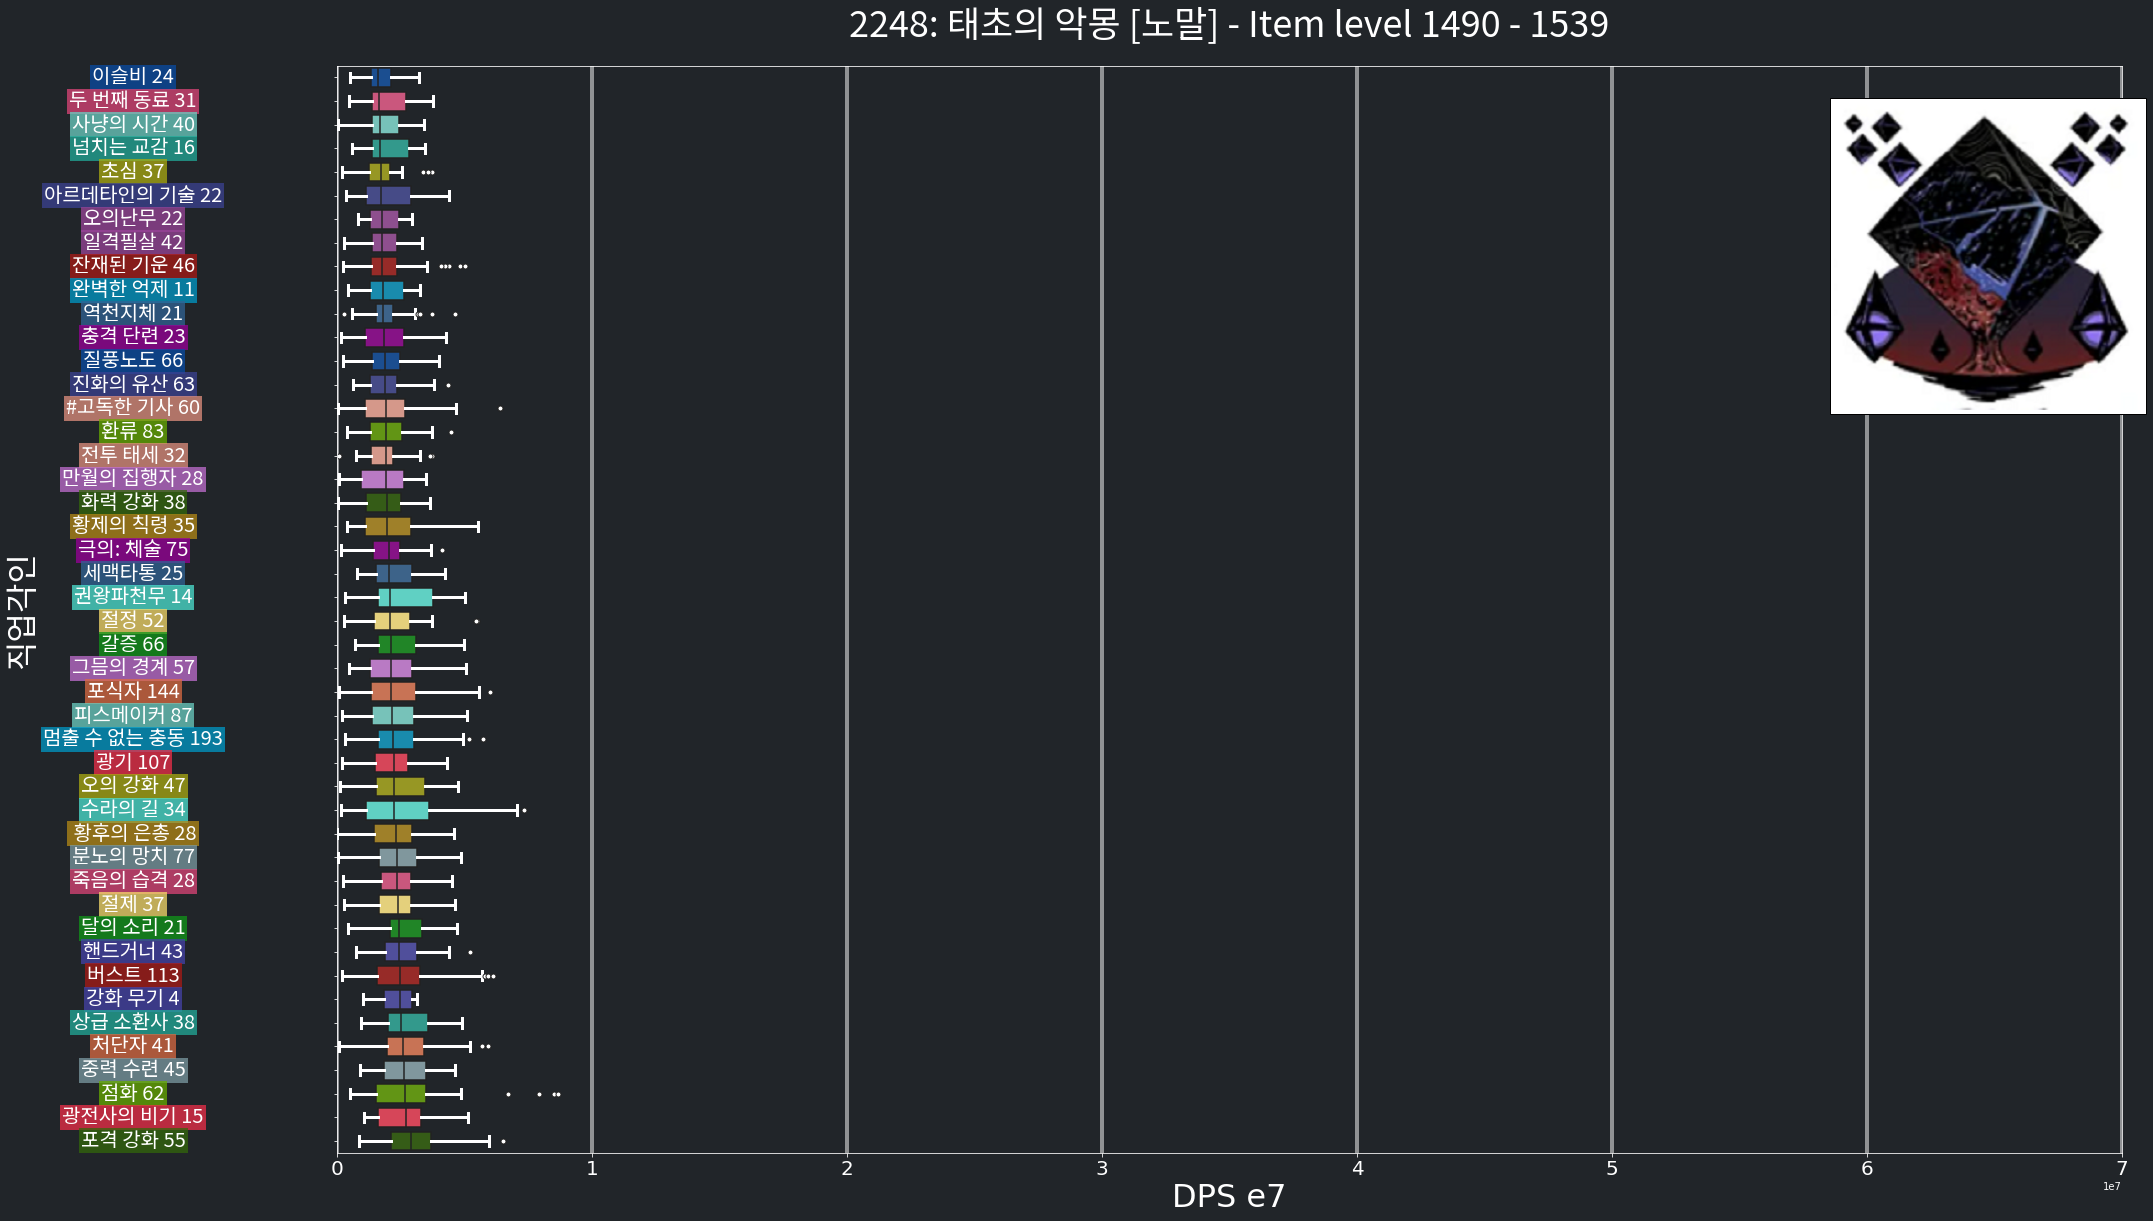 2248: 태초의 악몽 [노말] - Item level 1490 - 1539
이슬비 24
두 번째 동료 31
사냥의 시간 40
넘치는 교감 16
초심 37
아르데타인의 기술 22
오의난무 22
일격필살 42
잔재된 기운 46
완벽한 억제 11
역천지체 21
충격 단련 23
질풍노도 66
진화의 유산 63
#고독한 기사 60
환류 83
전투 태세 32
만월의 집행자 28
화력 강화 38
황제의 칙령 35
극의: 체술 75
세맥타통 25
권왕파천무 14
절정 52
갈증 66
그믐의 경계 57
포식자 144
피스메이커 87
멈출 수 없는 충동 193
광기 107
오의 강화 47
수라의 길 34
황후의 은총 28
분노의 망치 77
죽음의 습격 28
절제 37
달의 소리 21
핸드거너 43
버스트 113
강화 무기 4
상급 소환사 38
처단자 41
중력 수련 45
점화 62
광전사의 비기 15
포격 강화 55
직업각인
0 1 2 3 4 5 6 7
1e7
DPS e7